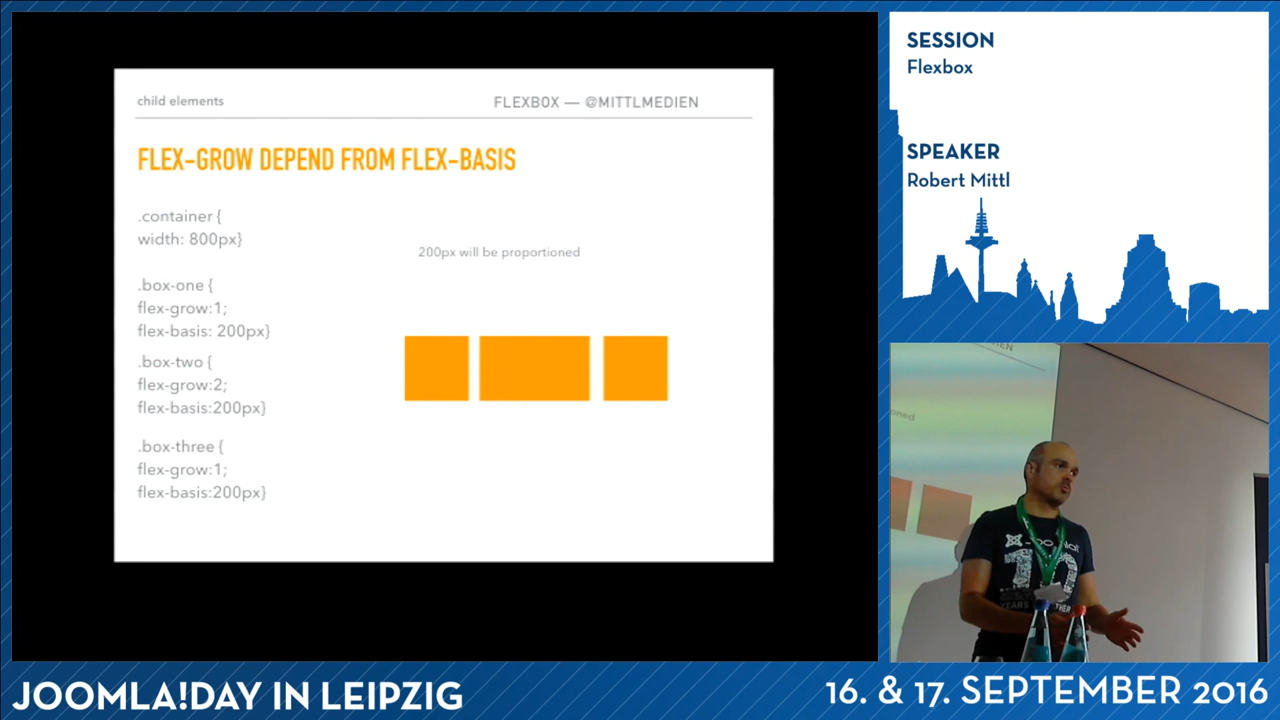 child elements
FLEXBOX — @MITTLMEDIEN
FLEX-GROW DEPEND FROM FLEX-BASIS
.container {
width: 800px}
.box-one {
flex-grow:1;
flex-basis: 200px}
.box-two {
flex-grow:2;
flex-basis:200px}
.box-three {
flex-grow:1;
flex-basis:200px}
200px will be proportioned
SESSION
Flexbox
SPEAKER
Robert Mittl
10
YEARS
JOOMLA!DAY IN LEIPZIG
16. & 17. SEPTEMBER 2016